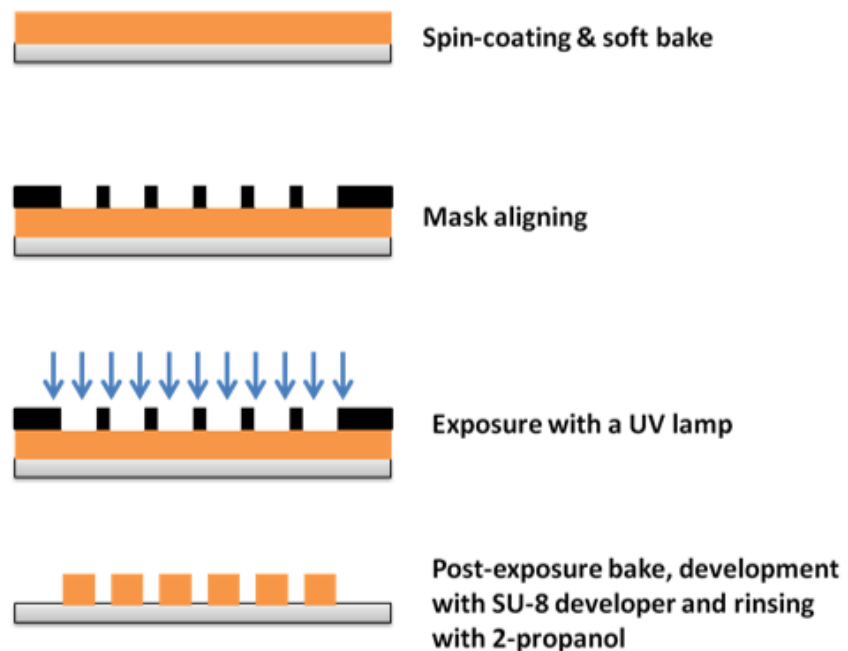 Spin-coating & soft bake
Mask aligning
Exposure with a UV lamp
Post-exposure bake, development
with SU-8 developer and rinsing
with 2-propanol